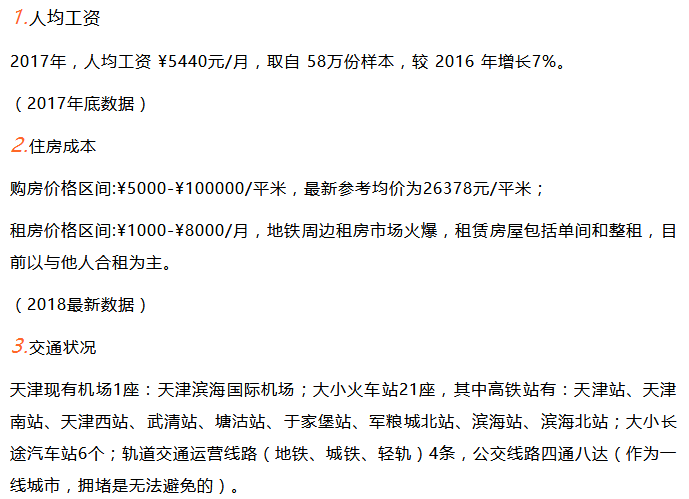 1.人均工资
2017年，人均工资 ¥5440元/月，取自 58万份样本，较 2016 年增长7%。
（2017年底数据）
2.住房成本
购房价格区间:¥5000-¥100000/平米，最新参考均价为26378元/平米；
租房价格区间:¥1000-¥8000/月，地铁周边租房市场火爆，租赁房屋包括单间和整租，目
前以与他人合租为主。
（2018最新数据）
3.交通状况
天津现有机场1座：天津滨海国际机场；大小火车站21座，其中高铁站有：天津站、天津
南站、天津西站、武清站、塘沽站、于家堡站、军粮城北站、滨海站、滨海北站；大小长
途汽车站6个；轨道交通运营线路（地铁、城铁、轻轨）4条，公交线路四通八达（作为一
线城市，拥堵是无法避免的）。